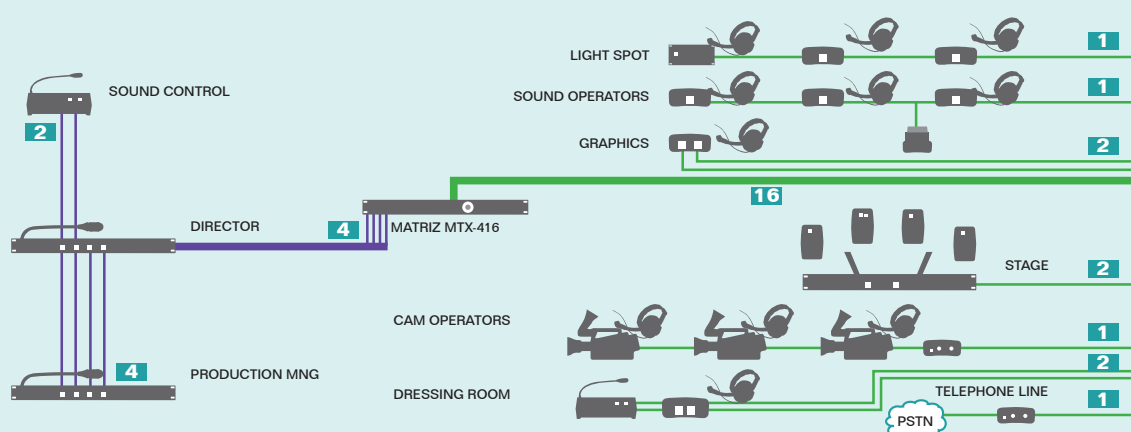 LIGHT SPOT
1
SOUND CONTROL
2
SOUND OPERATORS
1
GRAPHICS
2
16
DIRECTOR
4
MATRIZ MTX-416
STAGE
2
CAM OPERATORS
1
4
PRODUCTION MNG
DRESSING ROOM
2
TELEPHONE LINE
1
PSTN